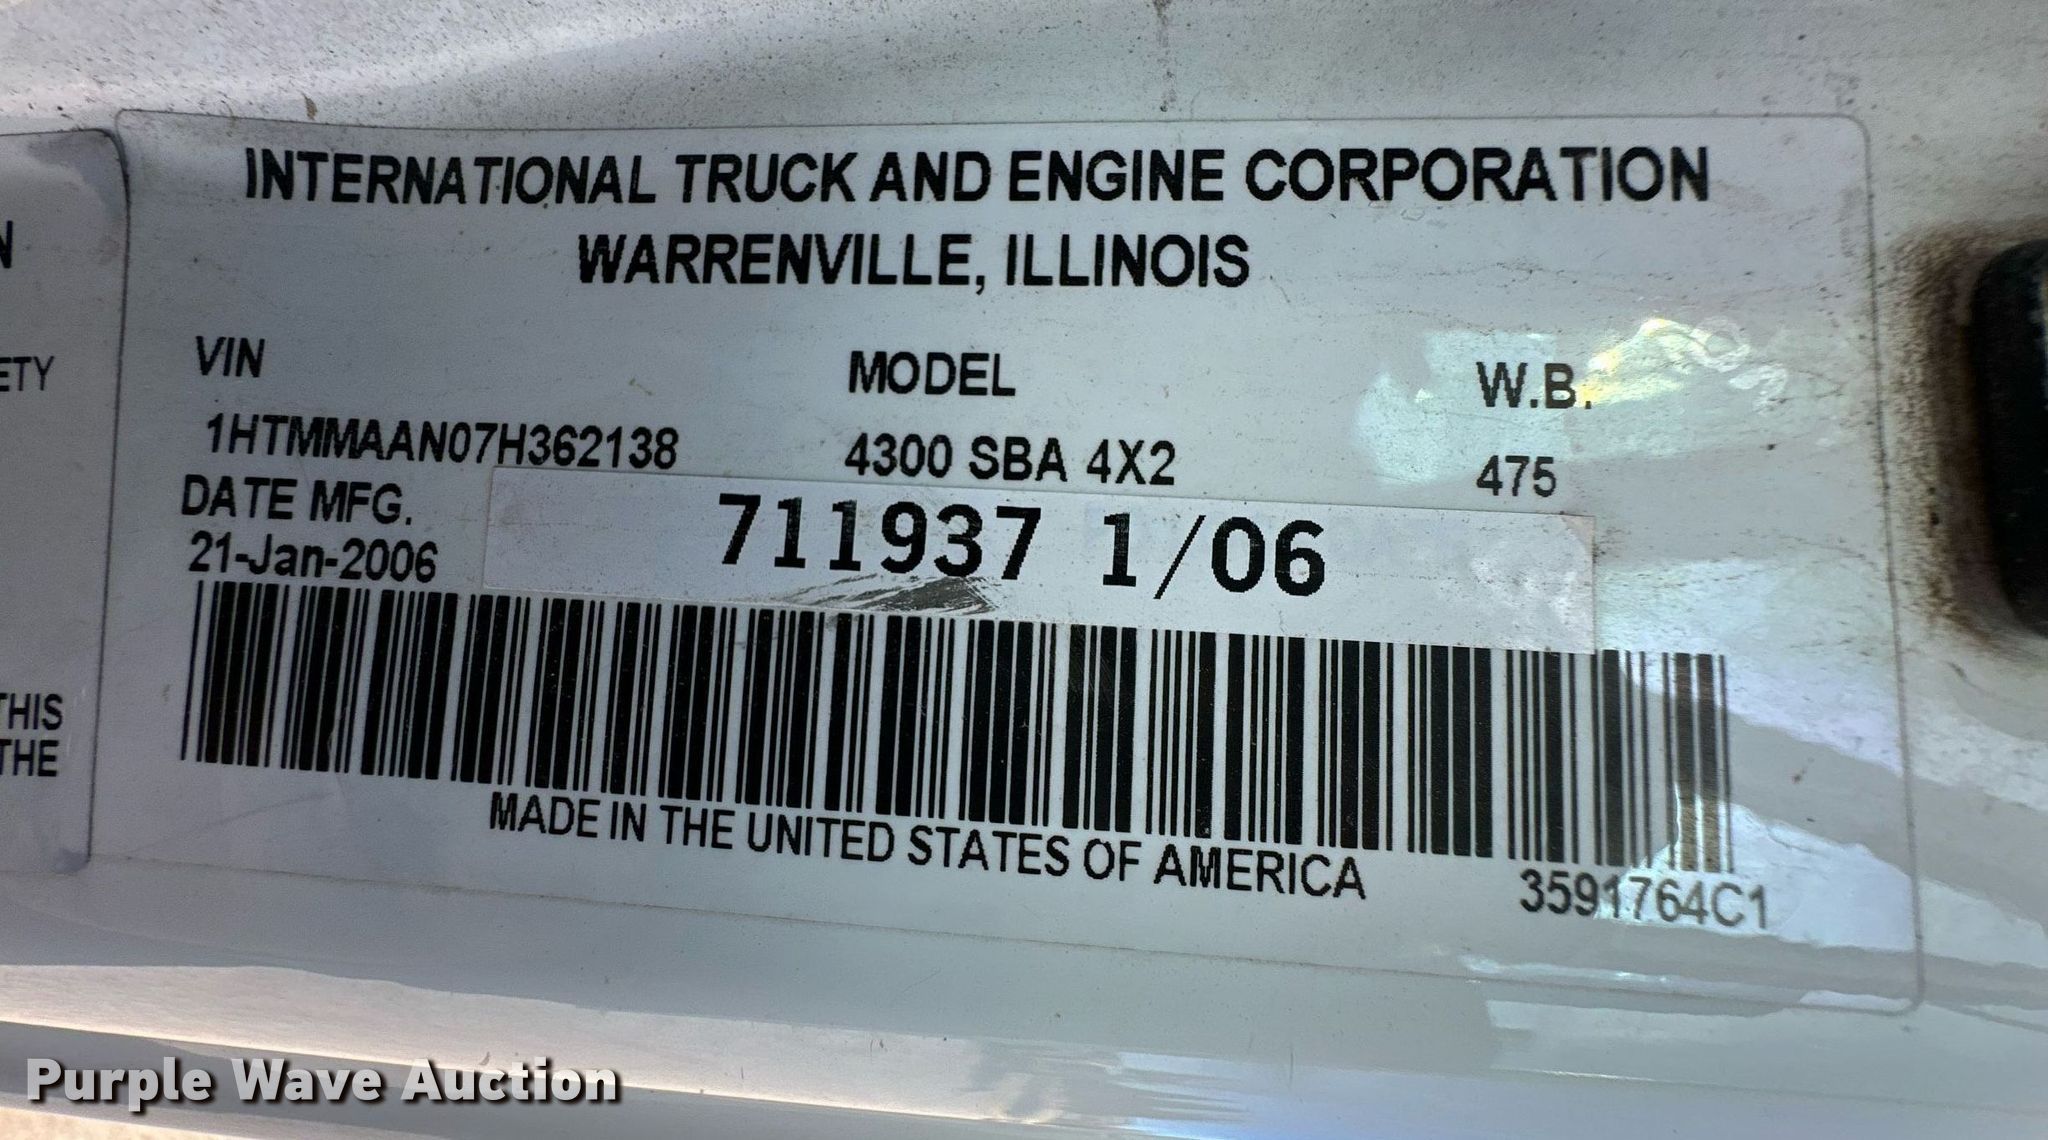 INTERNATIONAL TRUCK AND ENGINE CORPORATION
WARRENVILLE, ILLINOIS
VIN MODEL W.B.
1HTMMAAN07H362138 4300 SBA 4X2 475
DATE MFG.
21-Jan-2006
711937 1/06
MADE IN THE UNITED STATES OF AMERICA
3591764C1
N
ETY
THIS
THE
Purple Wave Auction